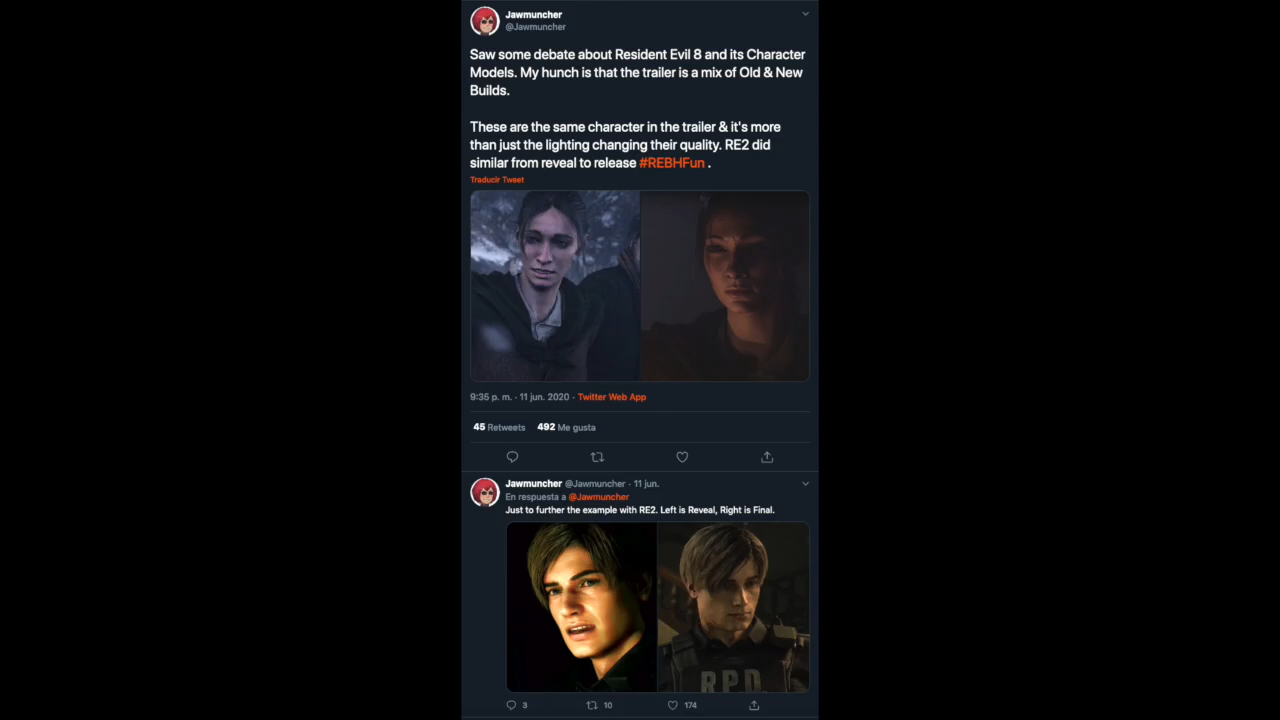 Jawmuncher
@Jawmuncher
Saw some debate about Resident Evil 8 and its Character
Models. My hunch is that the trailer is a mix of Old & New
Builds.
These are the same character in the trailer & it's more
than just the lighting changing their quality. RE2 did
similar from reveal to release #REBHFun .
Traducir Tweet
9:35 p. m. · 11 jun. 2020 · Twitter Web App
45 Retweets 492 Me gusta
Jawmuncher @Jawmuncher · 11 jun.
En respuesta a @Jawmuncher
Just to further the example with RE2. Left is Reveal, Right is Final.
R.P.D.
3 10 174